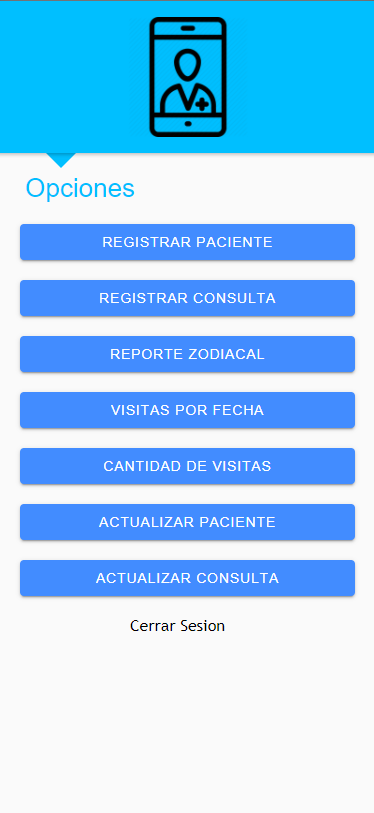 Opciones
REGISTRAR PACIENTE
REGISTRAR CONSULTA
REPORTE ZODIACAL
VISITAS POR FECHA
CANTIDAD DE VISITAS
ACTUALIZAR PACIENTE
ACTUALIZAR CONSULTA
Cerrar Sesion